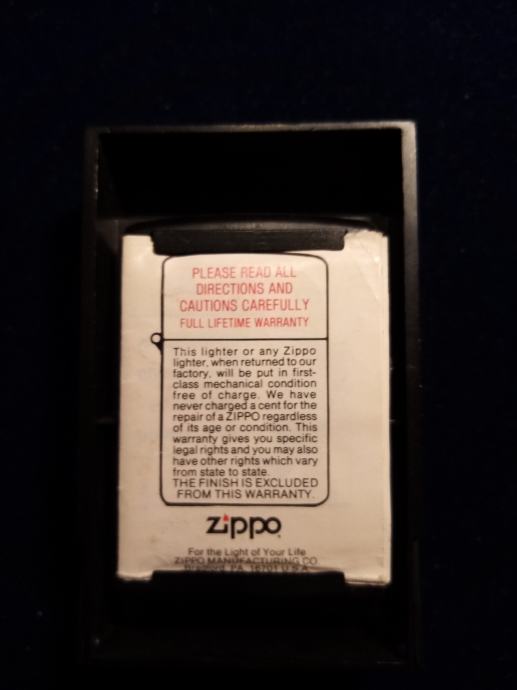 PLEASE READ ALL
DIRECTIONS AND
CAUTIONS CAREFULLY
FULL LIFETIME WARRANTY
This lighter or any Zippo
lighter, when returned to our
factory, will be put in first-
class mechanical condition
free of charge. We have
never charged a cent for the
repair of a ZIPPO regardless
of its age or condition. This
warranty gives you specific
legal rights and you may also
have other rights which vary
from state to state.
THE FINISH IS EXCLUDED
FROM THIS WARRANTY.
Zippo
For the Light of Your Life
ZIPPO MANUFACTURING CO.
Bradford, PA. 16701 U.S.A.